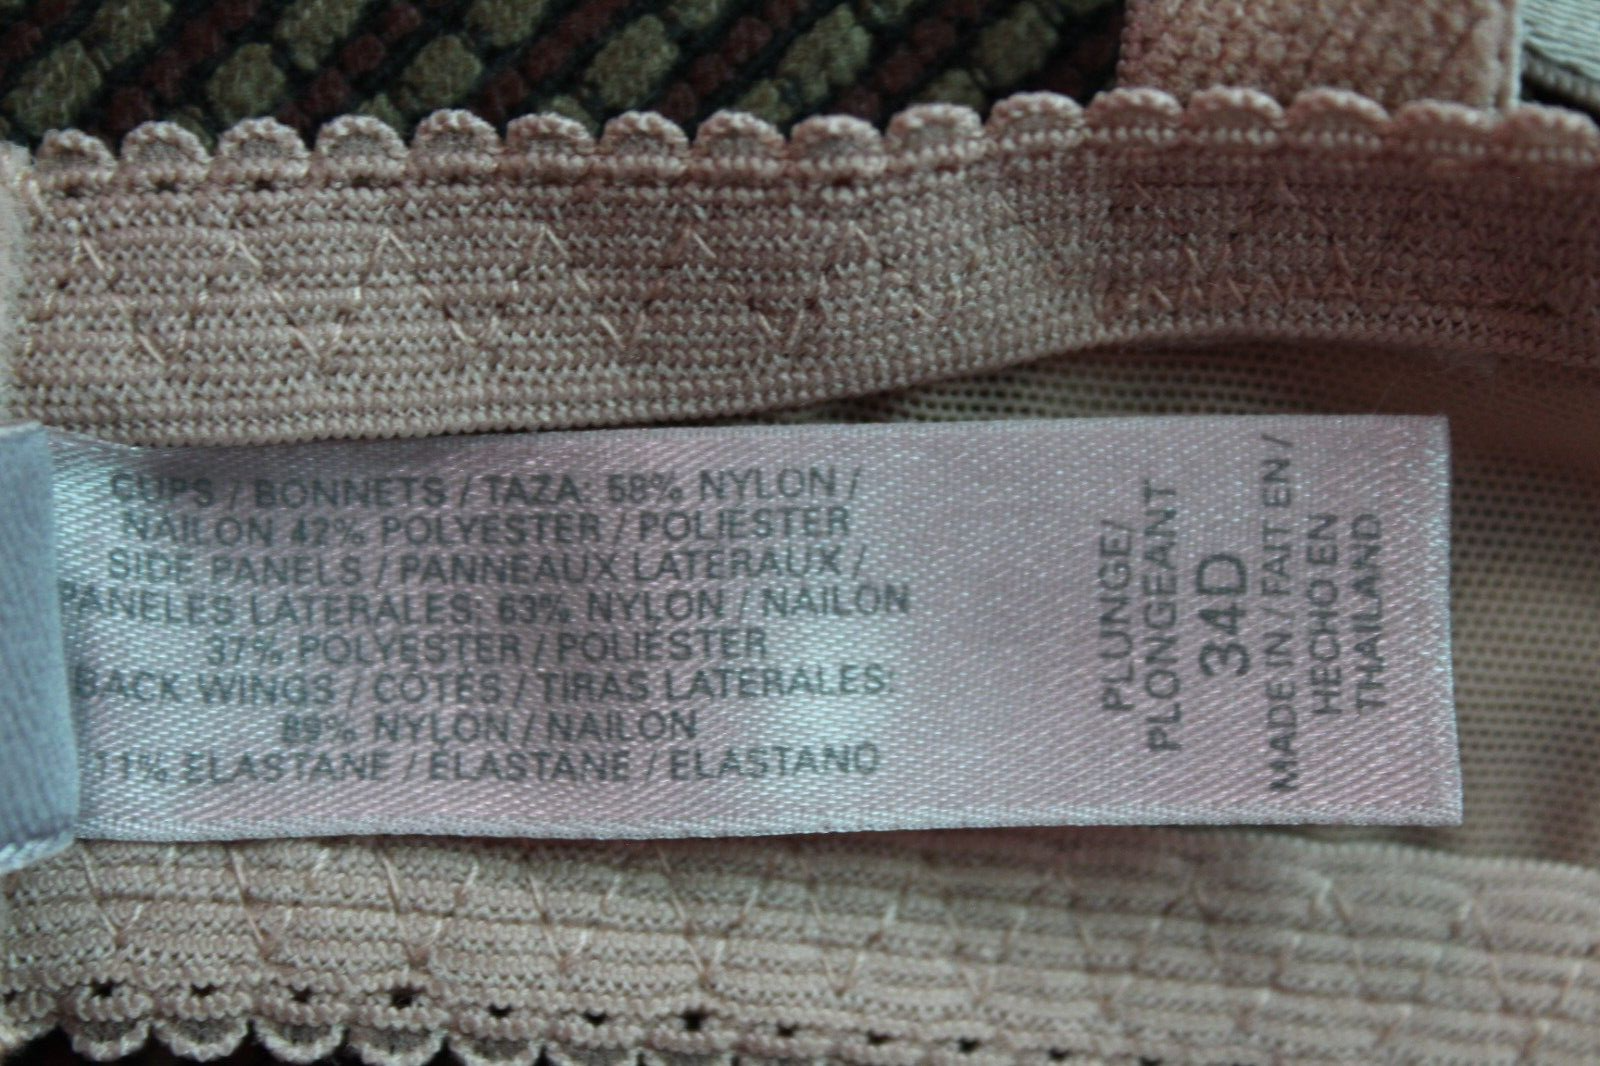 CUPS / BONNETS / TAZA: 58% NYLON /
NAILON 42% POLYESTER / POLIESTER
SIDE PANELS / PANNEAUX LATÉRAUX /
PANELES LATERALES: 63% NYLON / NAILON
37% POLYESTER / POLIESTER
BACK WINGS / CÔTÉS / TIRAS LATERALES:
89% NYLON / NAILON
11% ELASTANE / ÉLASTANE / ELASTANO
PLUNGE/
PLONGEANT
34D
MADE IN / FAIT EN /
HECHO EN
THAILAND